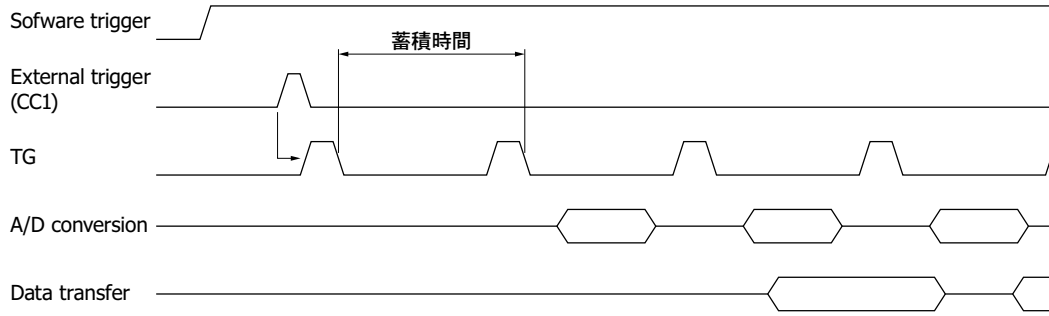 Sofware trigger
蓄積時間
External trigger
(CC1)
TG
A/D conversion
Data transfer